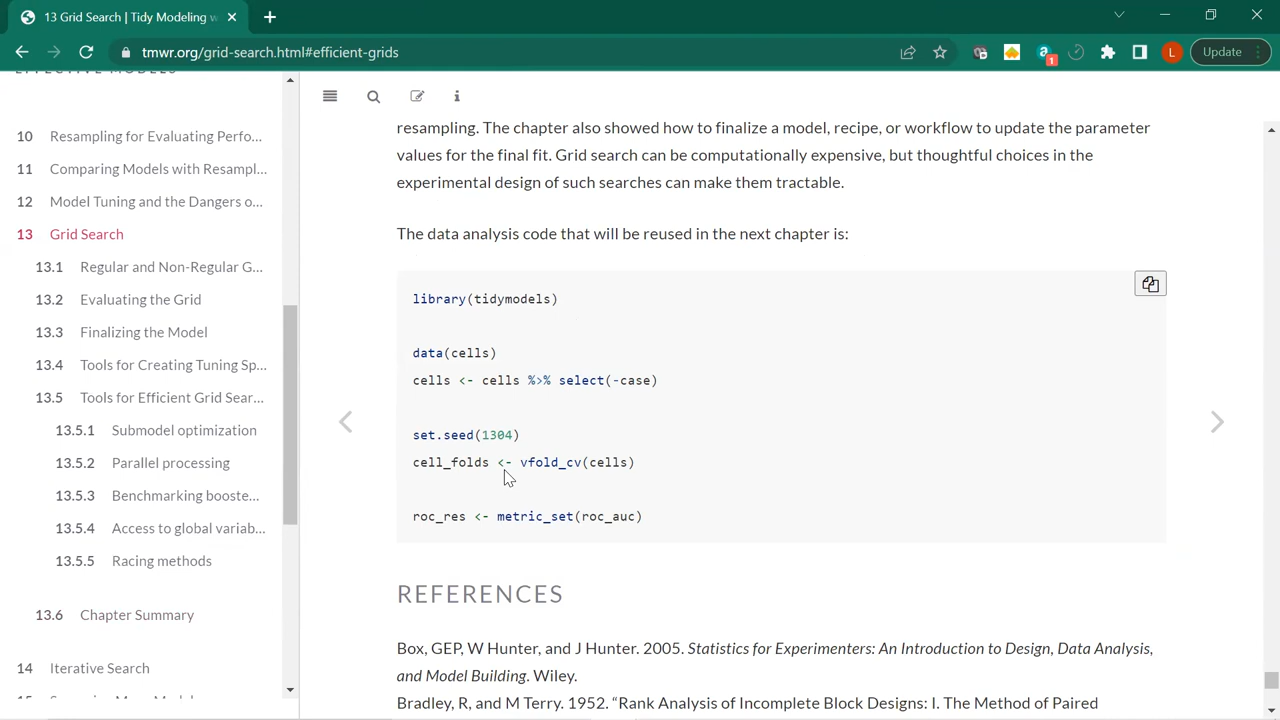 13 Grid Search | Tidy Modeling w
tmwr.org/grid-search.html#efficient-grids
1
L
Update
10 Resampling for Evaluating Perfo...
11 Comparing Models with Resampl...
12 Model Tuning and the Dangers o...
13 Grid Search
13.1 Regular and Non-Regular G...
13.2 Evaluating the Grid
13.3 Finalizing the Model
13.4 Tools for Creating Tuning Sp...
13.5 Tools for Efficient Grid Sear...
13.5.1 Submodel optimization
13.5.2 Parallel processing
13.5.3 Benchmarking booste...
13.5.4 Access to global variab...
13.5.5 Racing methods
13.6 Chapter Summary
14 Iterative Search
resampling. The chapter also showed how to finalize a model, recipe, or workflow to update the parameter
values for the final fit. Grid search can be computationally expensive, but thoughtful choices in the
experimental design of such searches can make them tractable.
The data analysis code that will be reused in the next chapter is:
library(tidymodels)
data(cells)
cells <- cells %>% select(-case)
set.seed(1304)
cell_folds <- vfold_cv(cells)
roc_res <- metric_set(roc_auc)
REFERENCES
Box, GEP, W Hunter, and J Hunter. 2005. Statistics for Experimenters: An Introduction to Design, Data Analysis,
and Model Building. Wiley.
Bradley, R, and M Terry. 1952. “Rank Analysis of Incomplete Block Designs: I. The Method of Paired